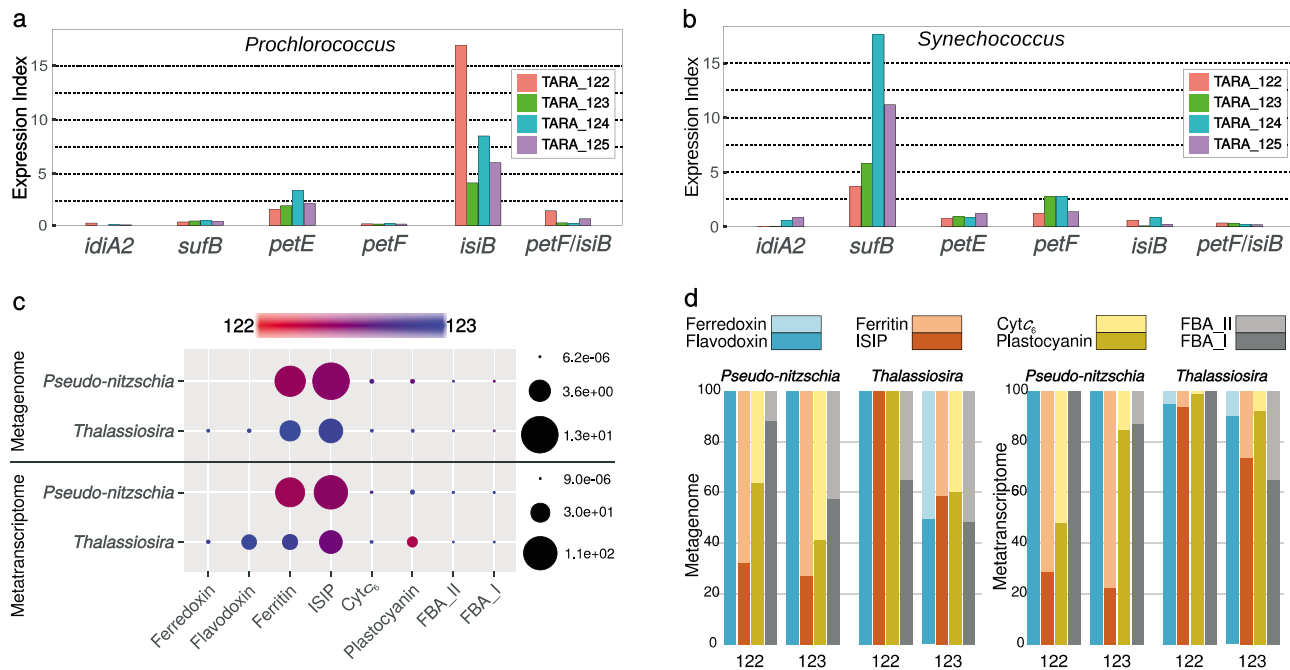 a
Prochlorococcus
Expression Index
15
10
5
0
TARA_122
TARA_123
TARA_124
TARA_125
idiA2 sufB petE petF isiB petF/isiB
b
Synechococcus
Expression Index
15
10
5
0
TARA_122
TARA_123
TARA_124
TARA_125
idiA2 sufB petE petF isiB petF/isiB
c
122 123
Metagenome
Pseudo-nitzschia
Thalassiosira
6.2e-06
3.6e+00
1.3e+01
Metatranscriptome
Pseudo-nitzschia
Thalassiosira
9.0e-06
3.0e+01
1.1e+02
Ferredoxin Flavodoxin Ferritin ISIP Cytc₆ Plastocyanin FBA_II FBA_I
d
Ferredoxin Ferritin Cytc₆ FBA_II
Flavodoxin ISIP Plastocyanin FBA_I
Pseudo-nitzschia Thalassiosira
Metagenome
100
80
60
40
20
0
122 123 122 123
Pseudo-nitzschia Thalassiosira
Metatranscriptome
100
80
60
40
20
0
122 123 122 123